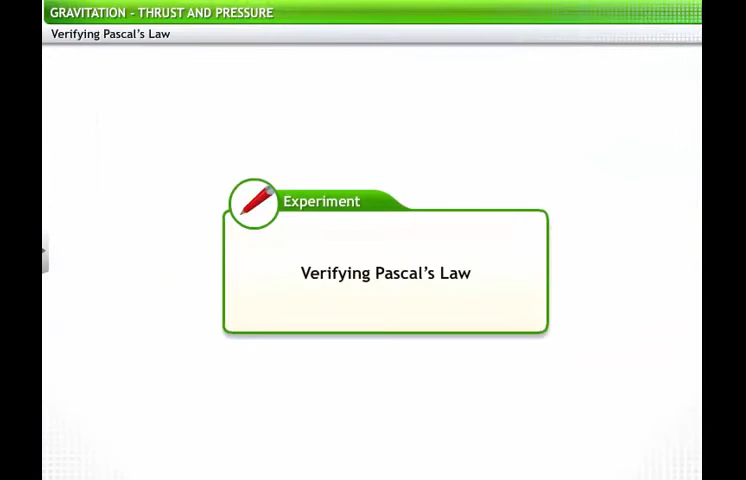 GRAVITATION - THRUST AND PRESSURE
Verifying Pascal's Law
Experiment
Verifying Pascal's Law